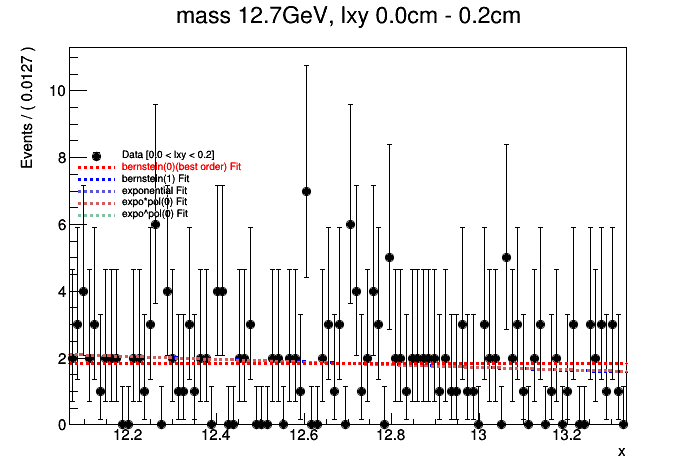 mass 12.7GeV, lxy 0.0cm - 0.2cm
Events / ( 0.0127 )
10
8
Data [0.0 < lxy < 0.2]
bernstein(0)(best order) Fit
bernstein(1) Fit
exponential Fit
expo*pol(0) Fit
expo^pol(0) Fit
6
4
2
0
12.2 12.4 12.6 12.8 13 13.2
x